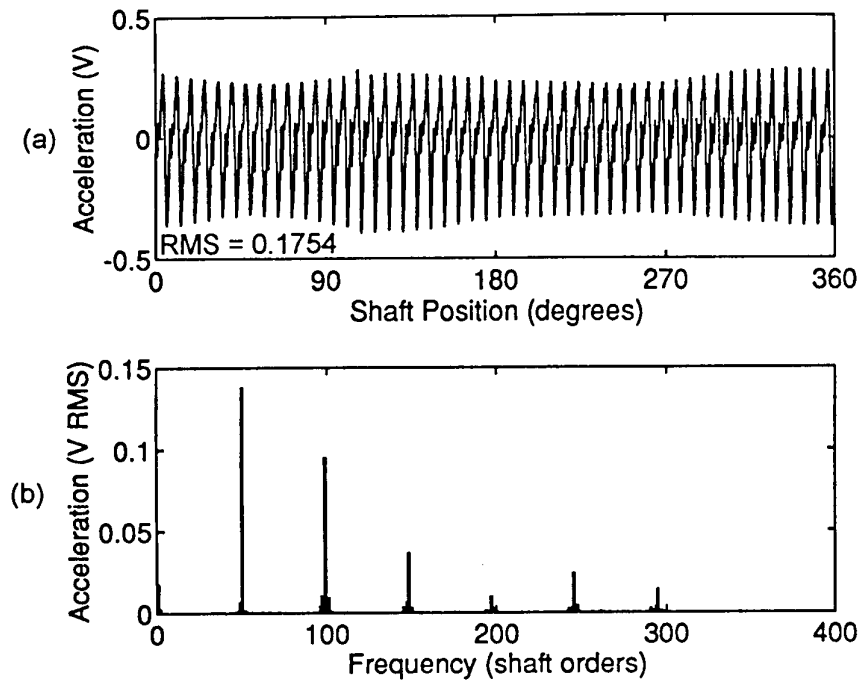 (a)
Acceleration (V)
0.5
0
-0.5
RMS = 0.1754
0 90 180 270 360
Shaft Position (degrees)
(b)
Acceleration (V RMS)
0.15
0.1
0.05
0
0 100 200 300 400
Frequency (shaft orders)